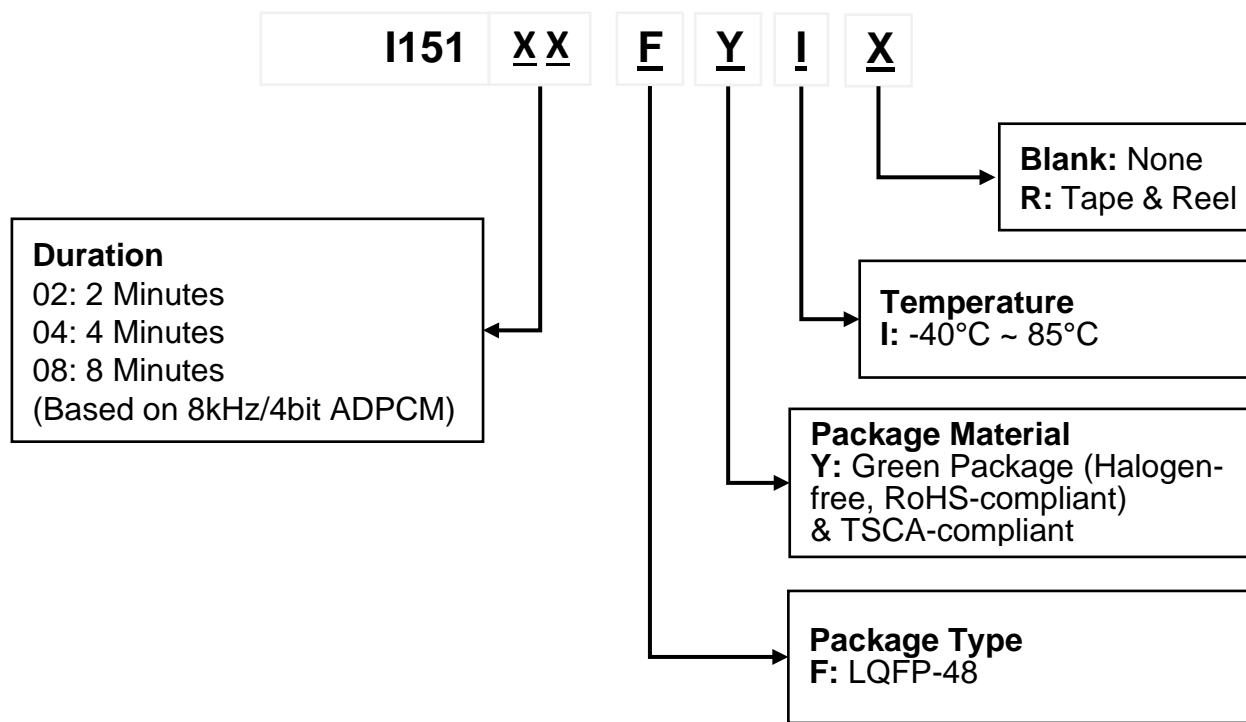 I151 X X F Y I X
Blank: None
R: Tape & Reel
Duration
02: 2 Minutes
04: 4 Minutes
08: 8 Minutes
(Based on 8kHz/4bit ADPCM)
Temperature
I: -40°C ~ 85°C
Package Material
Y: Green Package (Halogen-
free, RoHS-compliant)
& TSCA-compliant
Package Type
F: LQFP-48